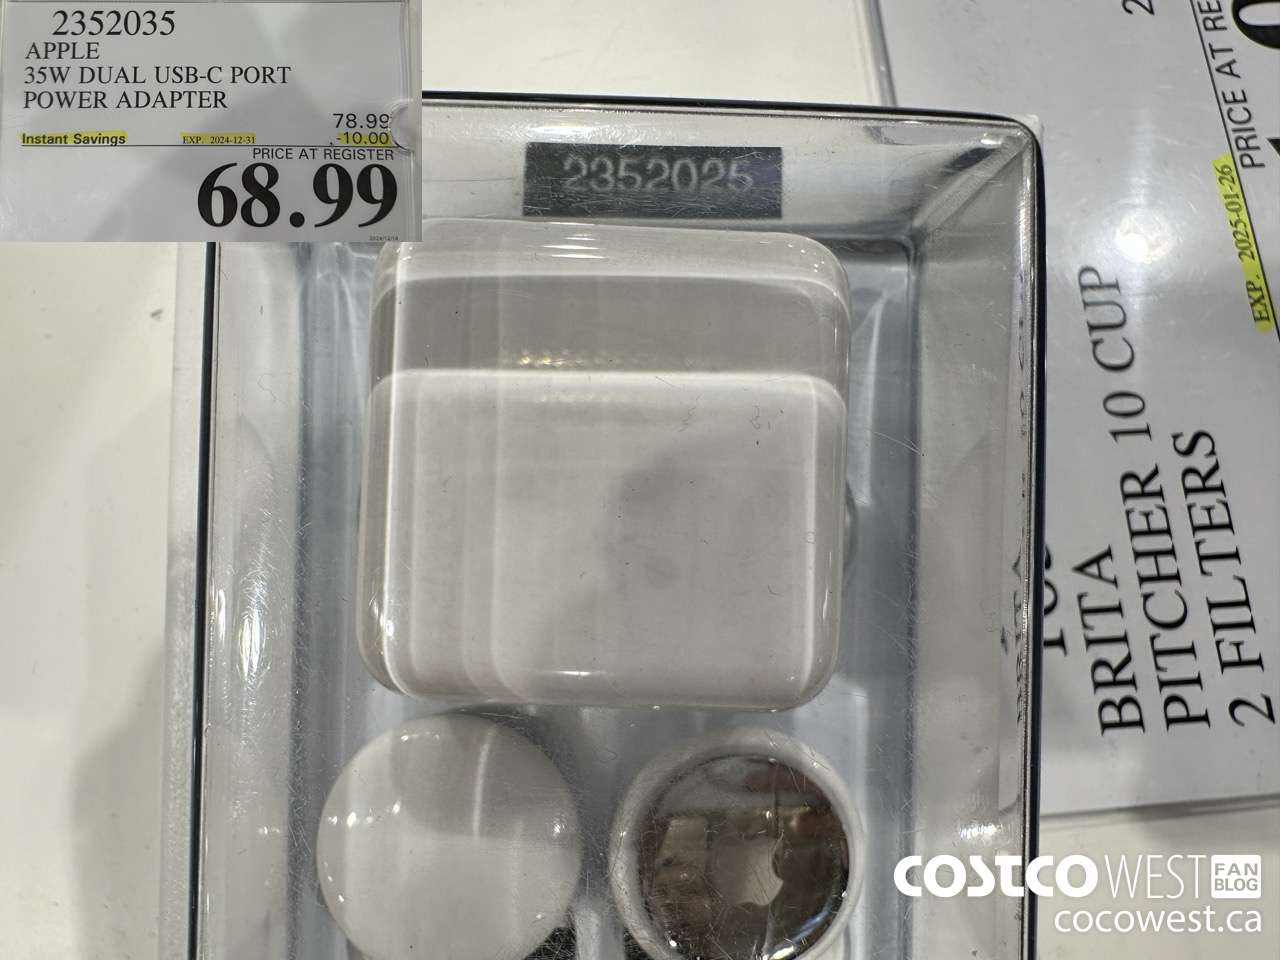 2352035
APPLE
35W DUAL USB-C PORT
POWER ADAPTER
78.99
Instant Savings EXP. 2024-12-31 -10.00
PRICE AT REGISTER
68.99
2352025
PRICE AT RE
EXP. 2025-01-26
BRITA
PITCHER 10 CUP
2 FILTERS
COSTCO WEST FAN BLOG
cocowest.ca